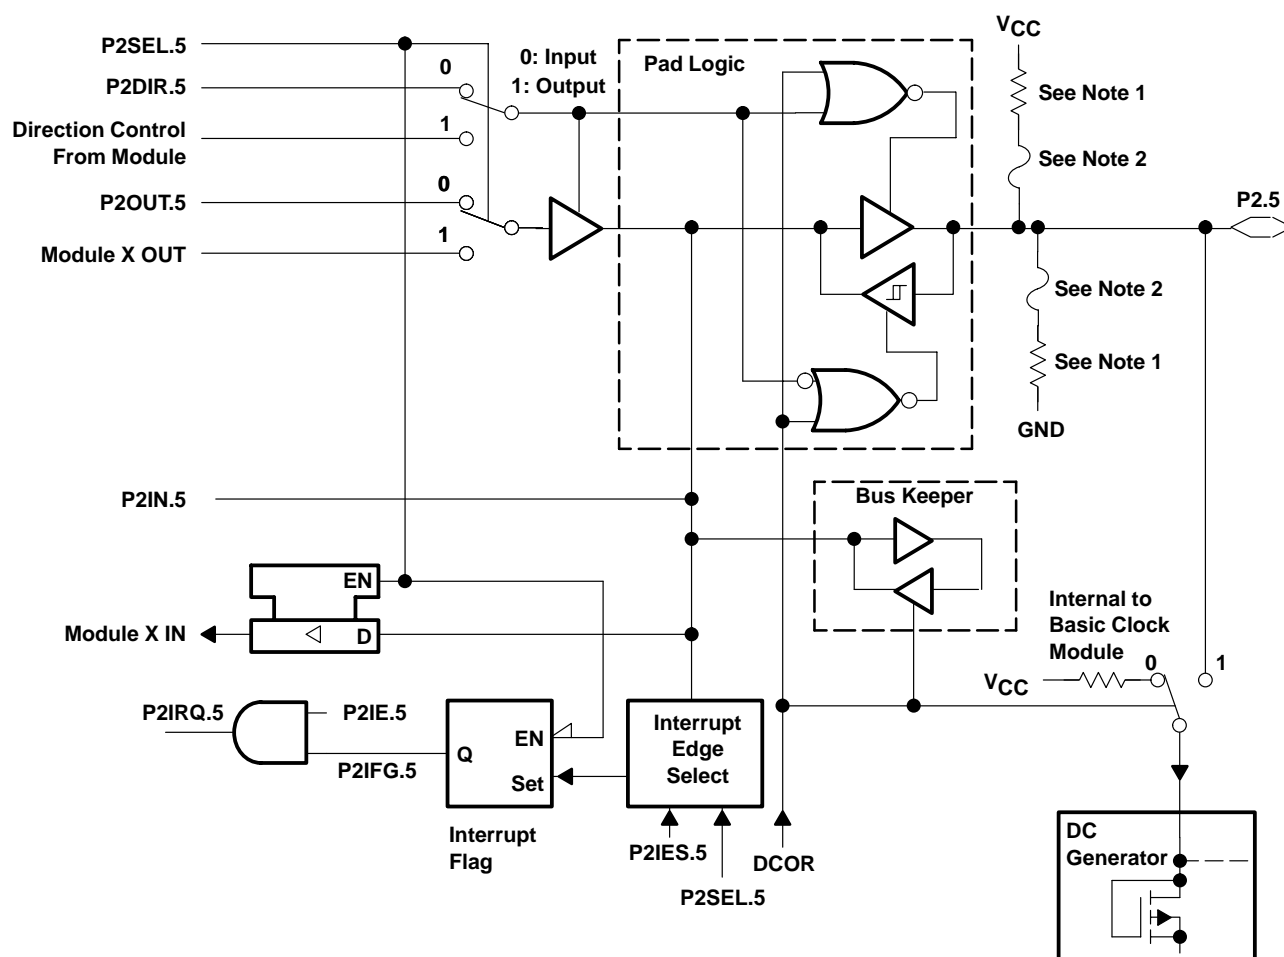 P2SEL.5
P2DIR.5
Direction Control
From Module
P2OUT.5
Module X OUT
0
1
0
1
0: Input
1: Output
Pad Logic
VCC
See Note 1
See Note 2
P2.5
See Note 2
See Note 1
GND
P2IN.5
Bus Keeper
EN
D
Module X IN
Internal to
Basic Clock
Module
0
1
VCC
P2IRQ.5
P2IE.5
P2IFG.5
Q
EN
Set
Interrupt
Flag
Interrupt
Edge
Select
P2IES.5
P2SEL.5
DCOR
DC
Generator